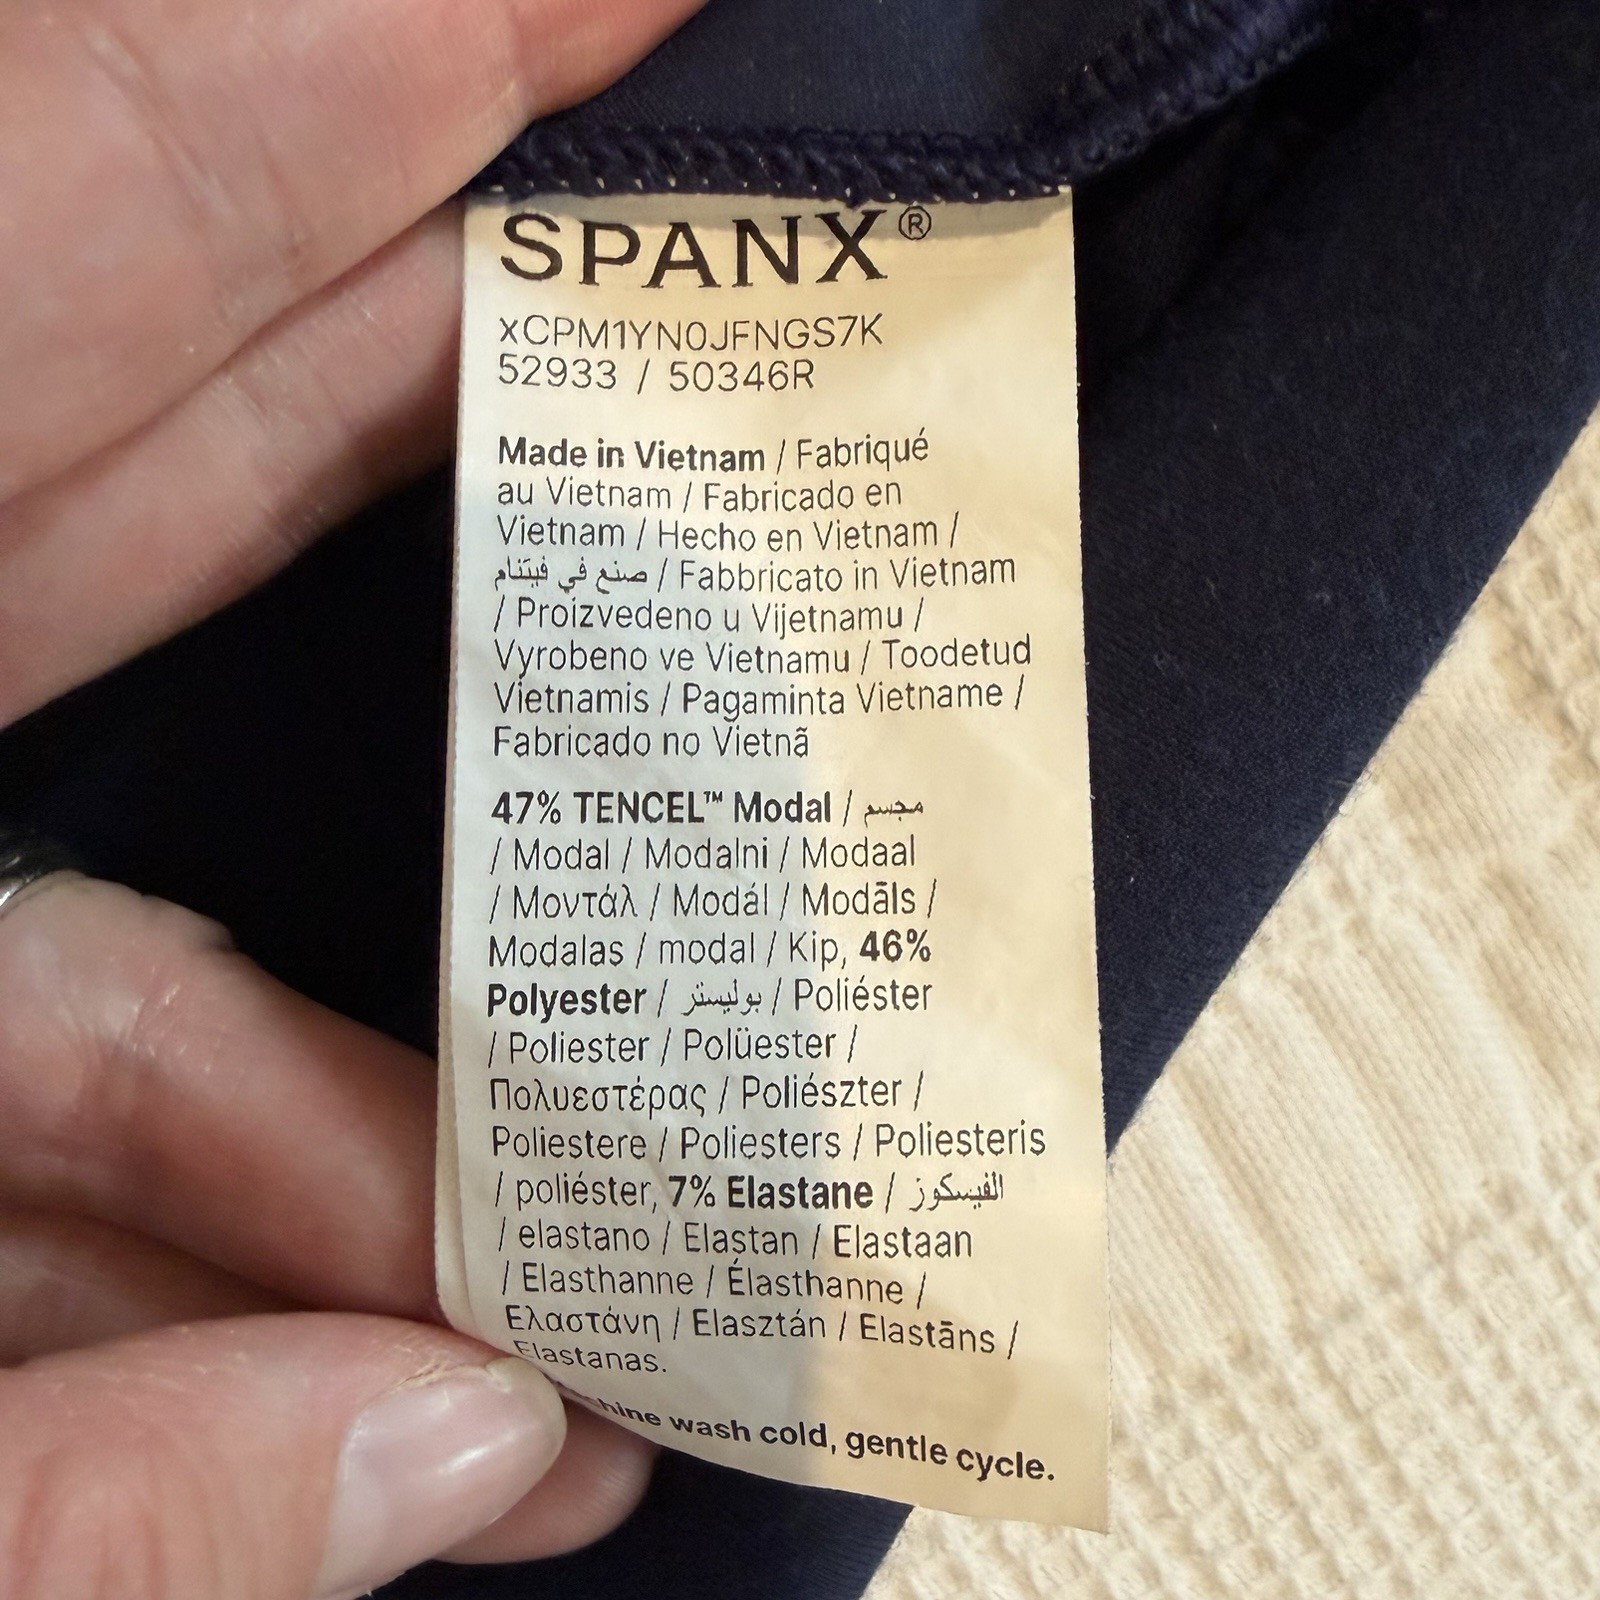 SPANX®
xCPM1YN0JFNGS7K
52933 / 50346R
Made in Vietnam / Fabriqué
au Vietnam / Fabricado en
Vietnam / Hecho en Vietnam /
صنع في فيتنام / Fabbricato in Vietnam
/ Proizvedeno u Vijetnamu /
Vyrobeno ve Vietnamu / Toodetud
Vietnamis / Pagaminta Vietname /
Fabricado no Vietnã
47% TENCEL™ Modal / مجسم
/ Modal / Modalni / Modaal
/ Μοντάλ / Modál / Modāls /
Modalas / modal / Kip, 46%
Polyester / بوليستر / Poliéster
/ Poliester / Polüester /
Πολυεστέρας / Poliészter /
Poliestere / Poliesters / Poliesteris
/ poliéster, 7% Elastane / الفيسكوز
/ elastano / Elaştan / Elastaan
/ Elasthanne / Élasthanne /
Ελαστάνη / Elasztán / Elastāns /
Elastanas.
wash cold, gentle cycle.